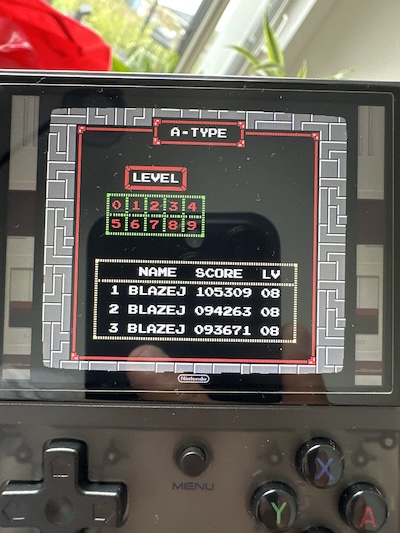 A-TYPE
LEVEL
0 1 2 3 4
5 6 7 8 9
NAME SCORE LV
1 BLAZEJ 105309 08
2 BLAZEJ 094263 08
3 BLAZEJ 093671 08
Nintendo
MENU
X
Y
A